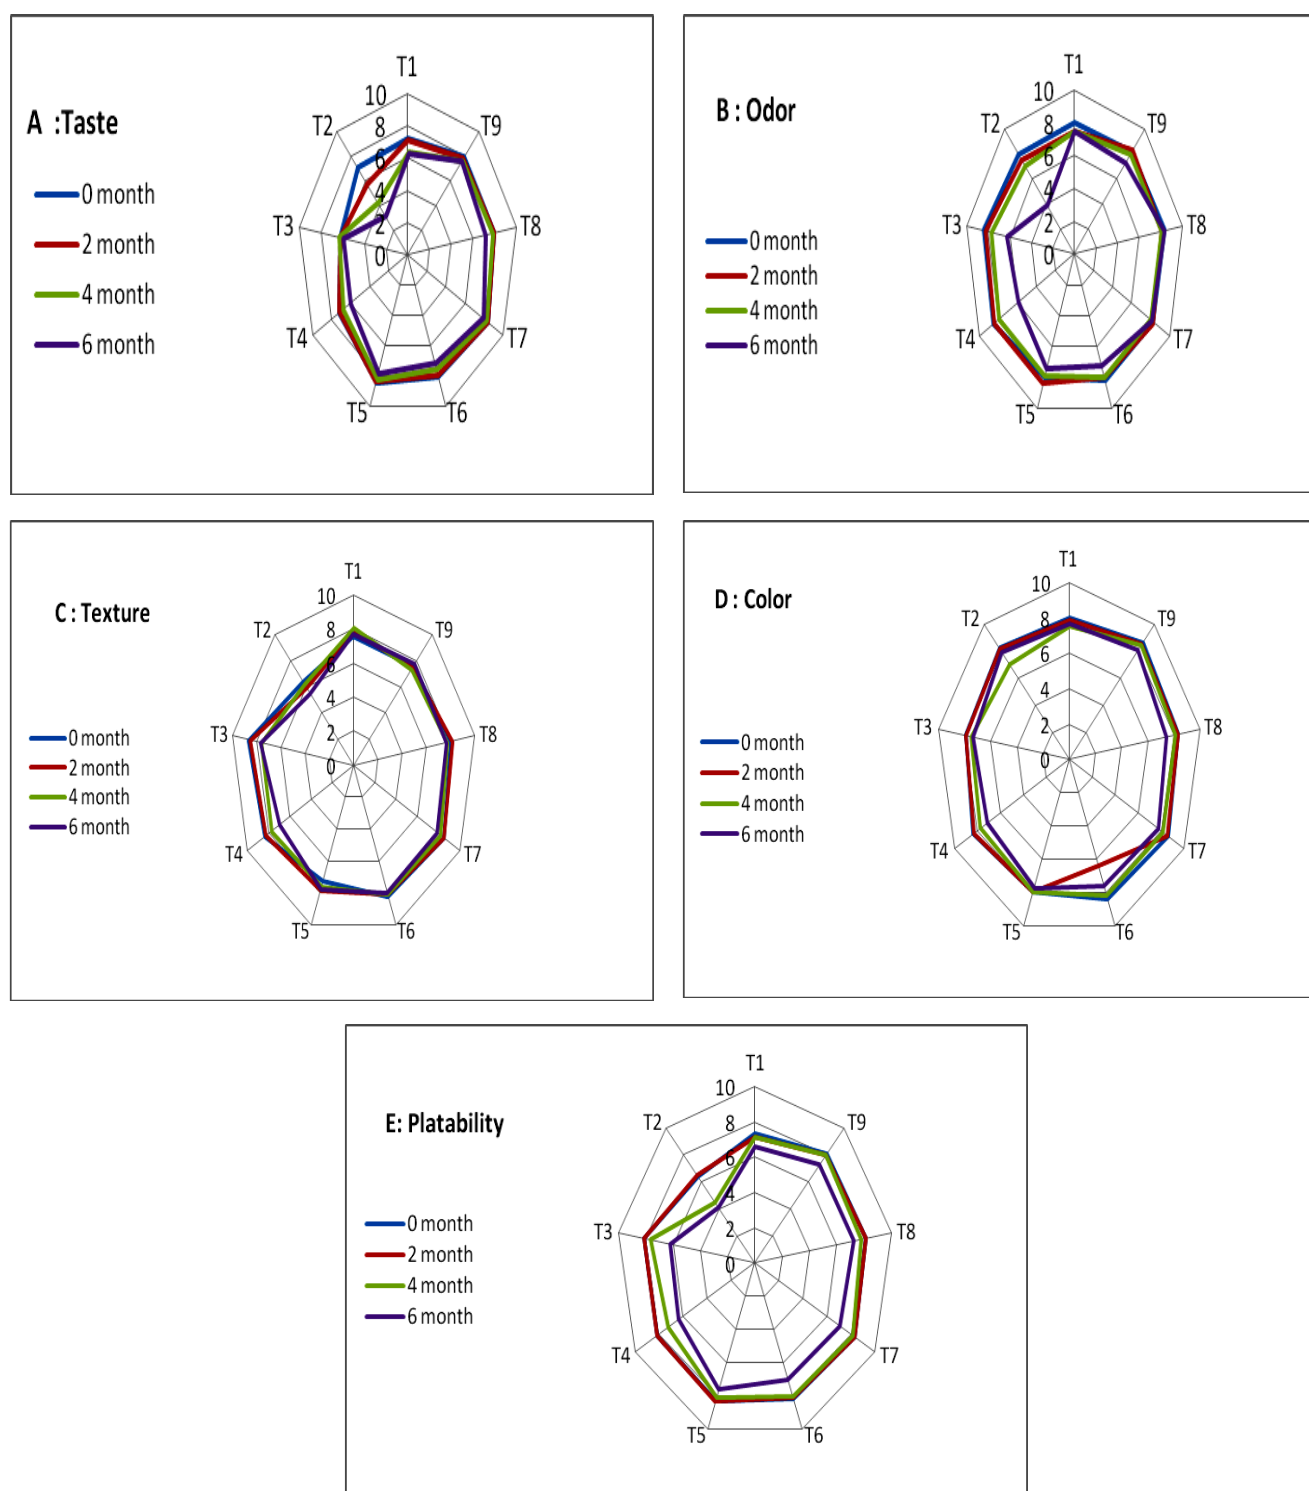 A :Taste
0 month
2 month
4 month
6 month
T1
T2
T3
T4
T5
T6
T7
T8
T9
10
8
6
4
2
0
B : Odor
0 month
2 month
4 month
6 month
T1
T2
T3
T4
T5
T6
T7
T8
T9
10
8
6
4
2
0
C : Texture
0 month
2 month
4 month
6 month
T1
T2
T3
T4
T5
T6
T7
T8
T9
10
8
6
4
2
0
D : Color
0 month
2 month
4 month
6 month
T1
T2
T3
T4
T5
T6
T7
T8
T9
10
8
6
4
2
0
E: Platability
0 month
2 month
4 month
6 month
T1
T2
T3
T4
T5
T6
T7
T8
T9
10
8
6
4
2
0